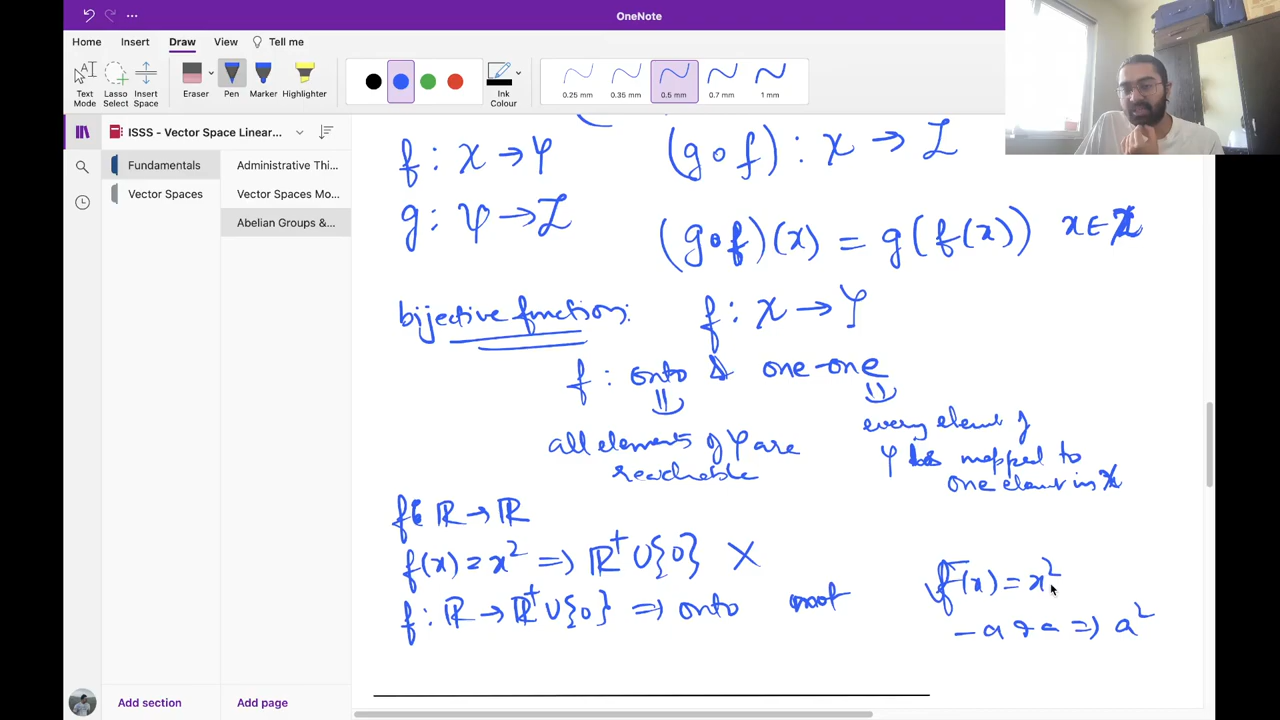 OneNote
Home Insert Draw View Tell me
Text Mode Lasso Select Insert Space Eraser Pen Marker Highlighter Ink Colour 0.25 mm 0.35 mm 0.5 mm 0.7 mm 1 mm
ISSS - Vector Space Linear...
Fundamentals
Vector Spaces
Administrative Thi...
Vector Spaces Mo...
Abelian Groups &...
f : X → Y (g o f) : X → Z
g : Y → Z
(g o f)(x) = g(f(x)) x ∈ X
bijective function: f : X → Y
f : onto & one-one
all elements of Y are
reachable
every element of
Y is mapped to
one element in X
f: ℝ → ℝ
f(x) = x² ⇒ ℝ⁺ ∪ {0} X
f : ℝ → ℝ⁺ ∪ {0} ⇒ onto not
f(x) = x²
-a & a ⇒ a²
Add section
Add page